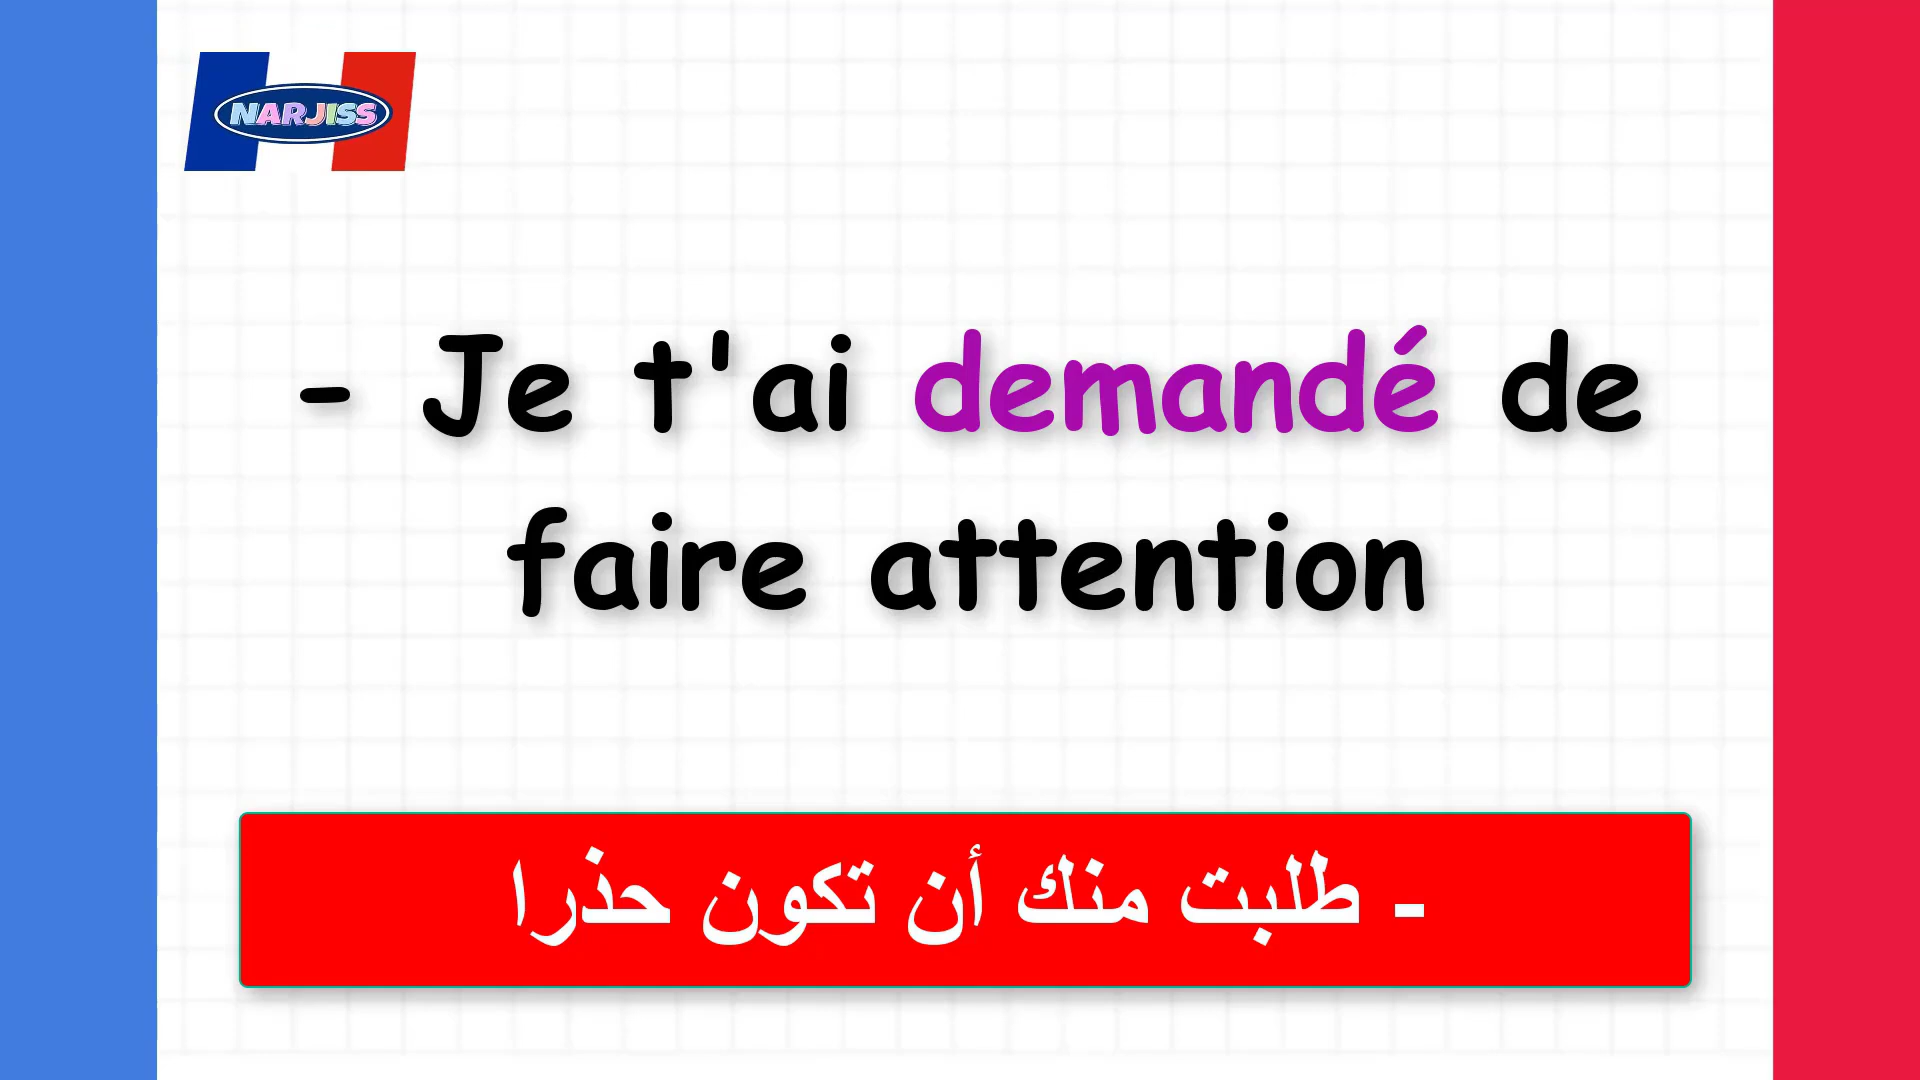 NARJISS
- Je t'ai demandé de
faire attention
- طلبت منك أن تكون حذرا